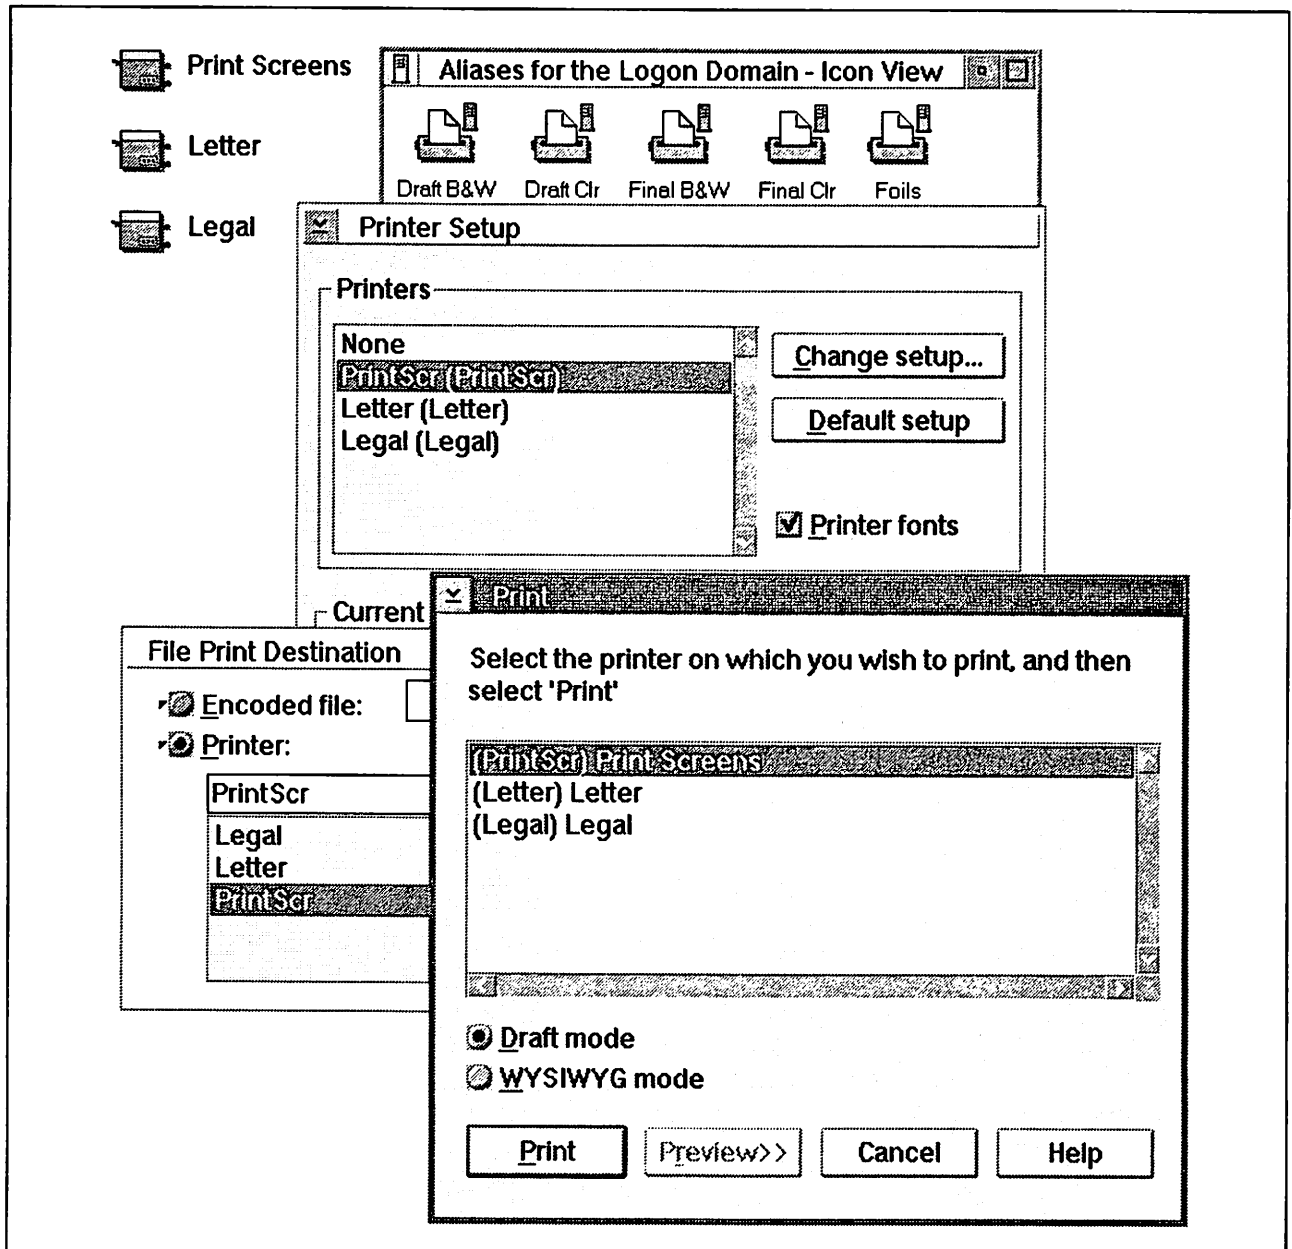 Print Screens
Letter
Legal
Aliases for the Logon Domain - Icon View
Draft B&W Draft Clr Final B&W Final Clr Foils
Printer Setup
Printers
None
PrintScr (PrintScr)
Letter (Letter)
Legal (Legal)
Change setup...
Default setup
Printer fonts
Current
File Print Destination
Encoded file:
Printer:
PrintScr
Legal
Letter
PrintScr
Print
Select the printer on which you wish to print, and then
select 'Print'
(PrintScr) Print Screens
(Letter) Letter
(Legal) Legal
Draft mode
WYSIWYG mode
Print Preview>> Cancel Help